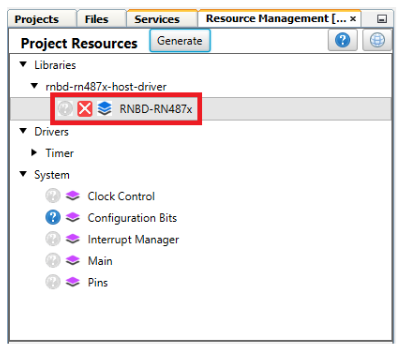 Projects Files Services Resource Management [... ×
Project Resources Generate
Libraries
rnbd-rn487x-host-driver
RNBD-RN487x
Drivers
Timer
System
Clock Control
Configuration Bits
Interrupt Manager
Main
Pins